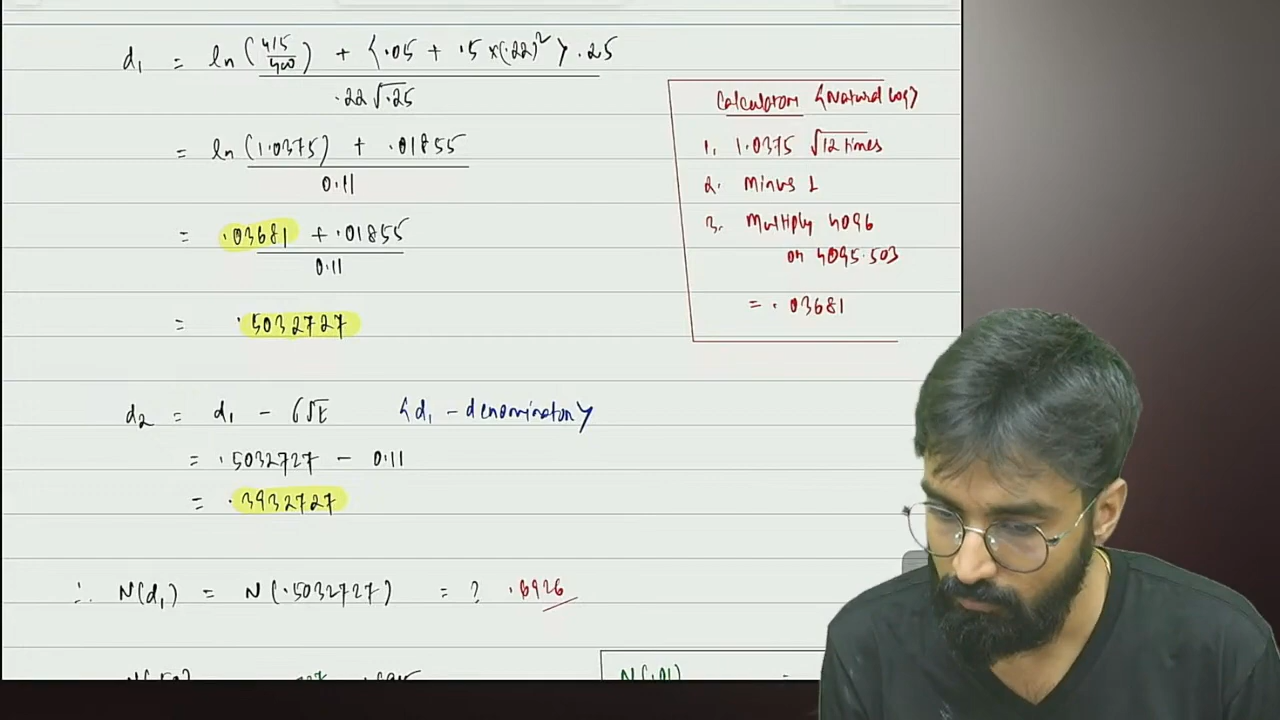 d₁ = ln(415/400) + {.05 + .5×(.22)²} .25
.22√.25
= ln(1.0375) + .01855
0.11
= .03681 + .01855
0.11
= .5032727
d₂ = d₁ - σ√t {d₁ - denominator}
= .5032727 - 0.11
= .3932727
∴ N(d₁) = N(.5032727) = ? .6926
Calculator {Natural log}
1. 1.0375 √12 times
2. Minus 1
3. Multiply 4096
or 4095.503
= .03681